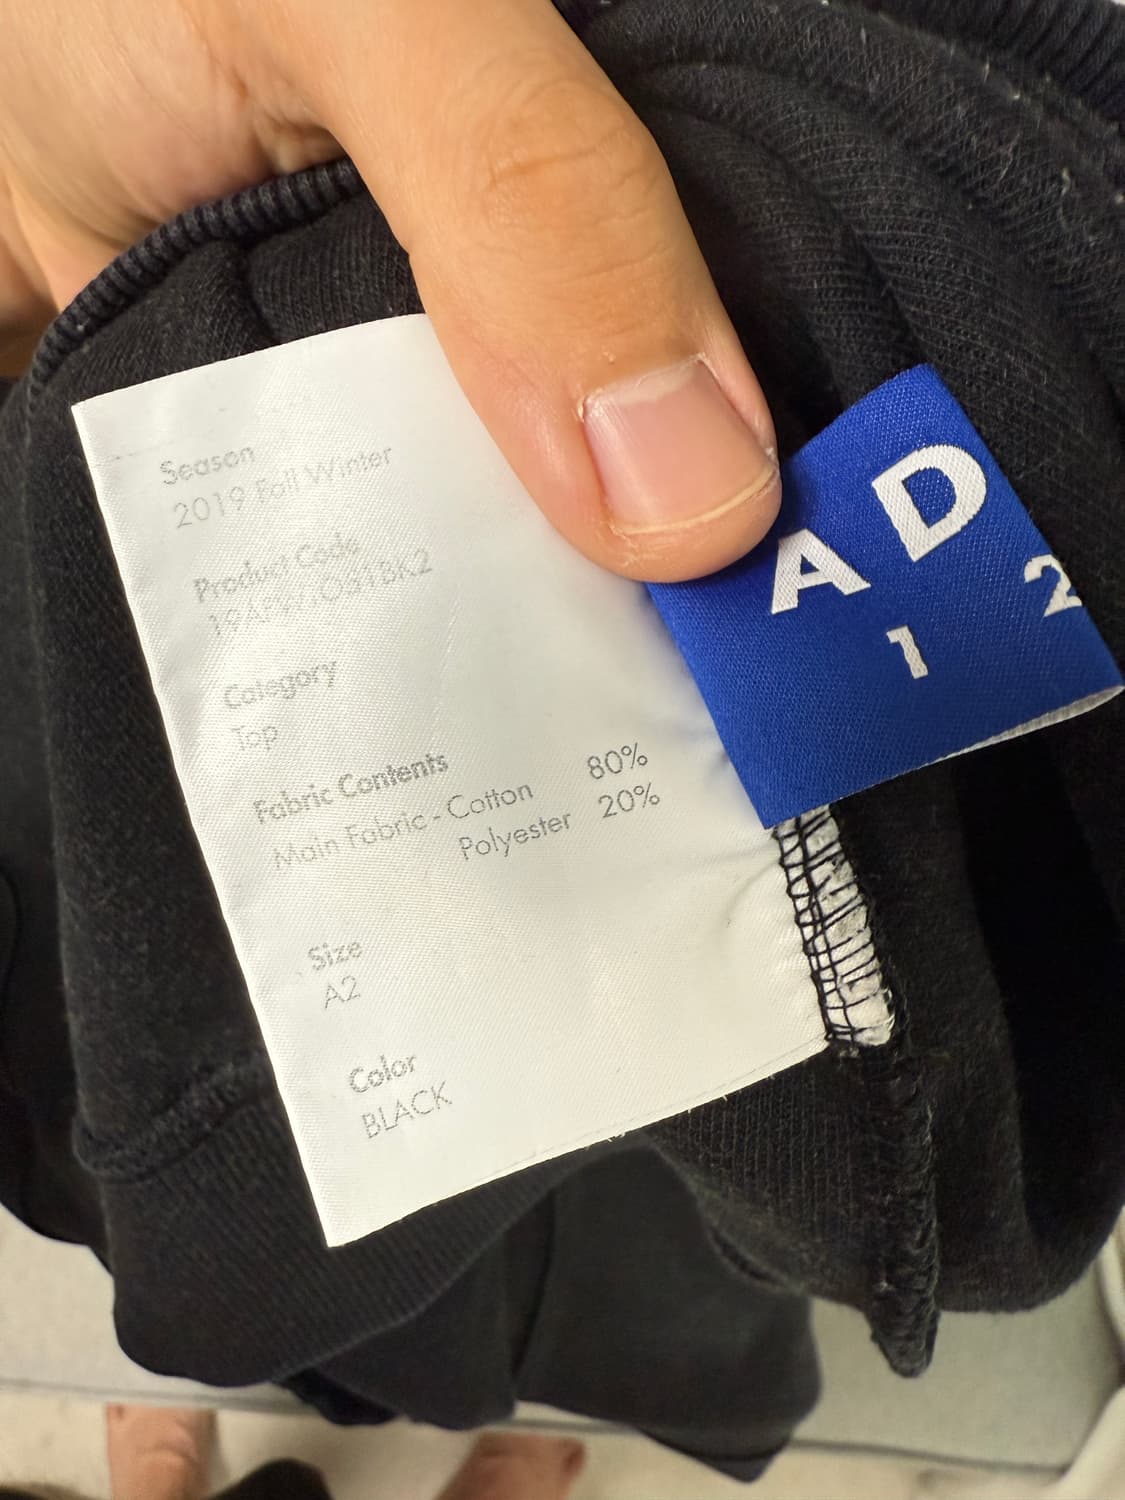 Season
2019 Fall Winter
Product Code
Category
Top
Fabric Contents
Main Fabric - Cotton 80%
Polyester 20%
Size
A2
Color
BLACK
A D
1 2